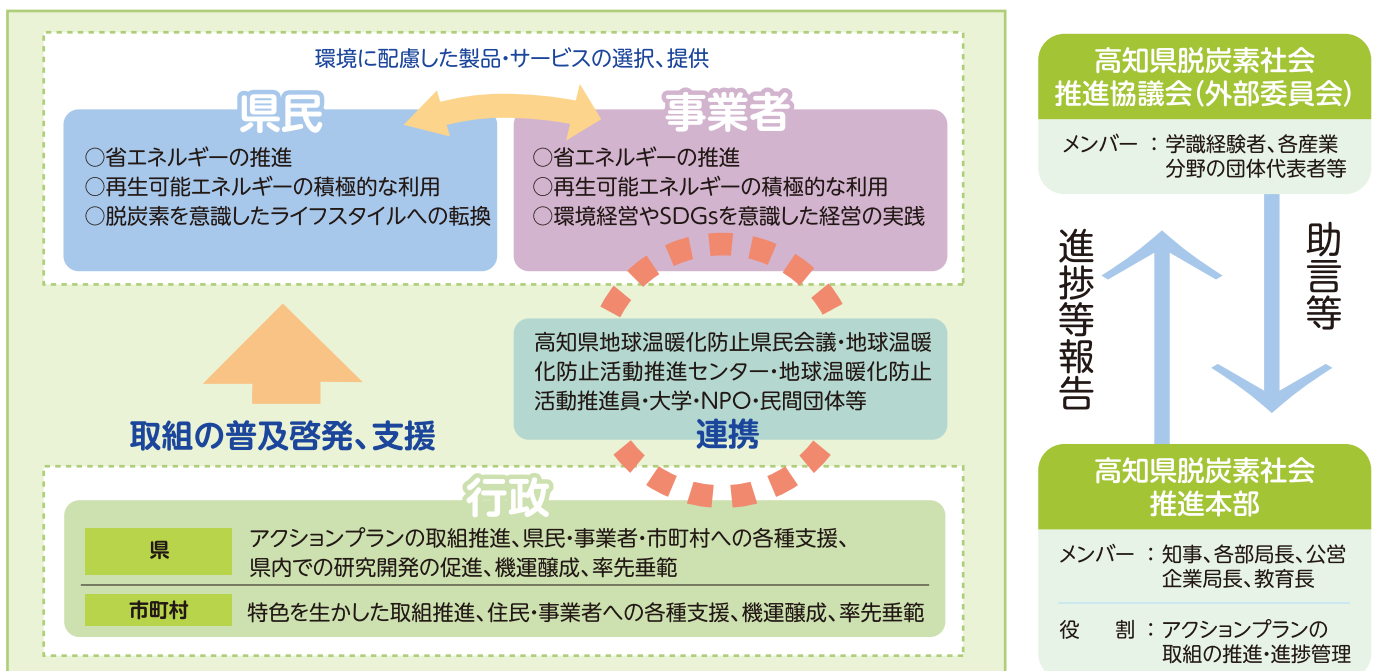 環境に配慮した製品・サービスの選択、提供
県民
○省エネルギーの推進
○再生可能エネルギーの積極的な利用
○脱炭素を意識したライフスタイルへの転換
事業者
○省エネルギーの推進
○再生可能エネルギーの積極的な利用
○環境経営やSDGsを意識した経営の実践
高知県地球温暖化防止県民会議・地球温暖
化防止活動推進センター・地球温暖化防止
活動推進員・大学・NPO・民間団体等
連携
取組の普及啓発、支援
行政
県
アクションプランの取組推進、県民・事業者・市町村への各種支援、
県内での研究開発の促進、機運醸成、率先垂範
市町村
特色を生かした取組推進、住民・事業者への各種支援、機運醸成、率先垂範
高知県脱炭素社会
推進協議会（外部委員会）
メンバー：学識経験者、各産業
分野の団体代表者等
進捗等報告
助言等
高知県脱炭素社会
推進本部
メンバー：知事、各部局長、公営
企業局長、教育長
役　割：アクションプランの
取組の推進・進捗管理